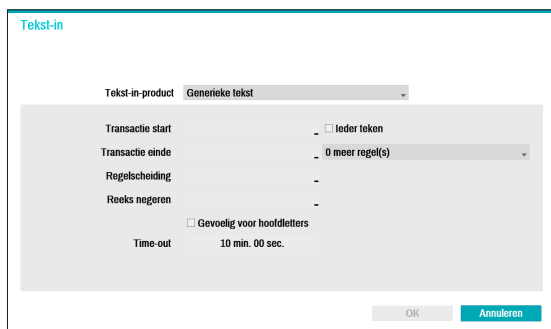 Tekst-in
Tekst-in-product Generieke tekst
Transactie start Ieder teken
Transactie einde 0 meer regel(s)
Regelscheiding
Reeks negeren
Gevoelig voor hoofdletters
Time-out 10 min. 00 sec.
OK Annuleren